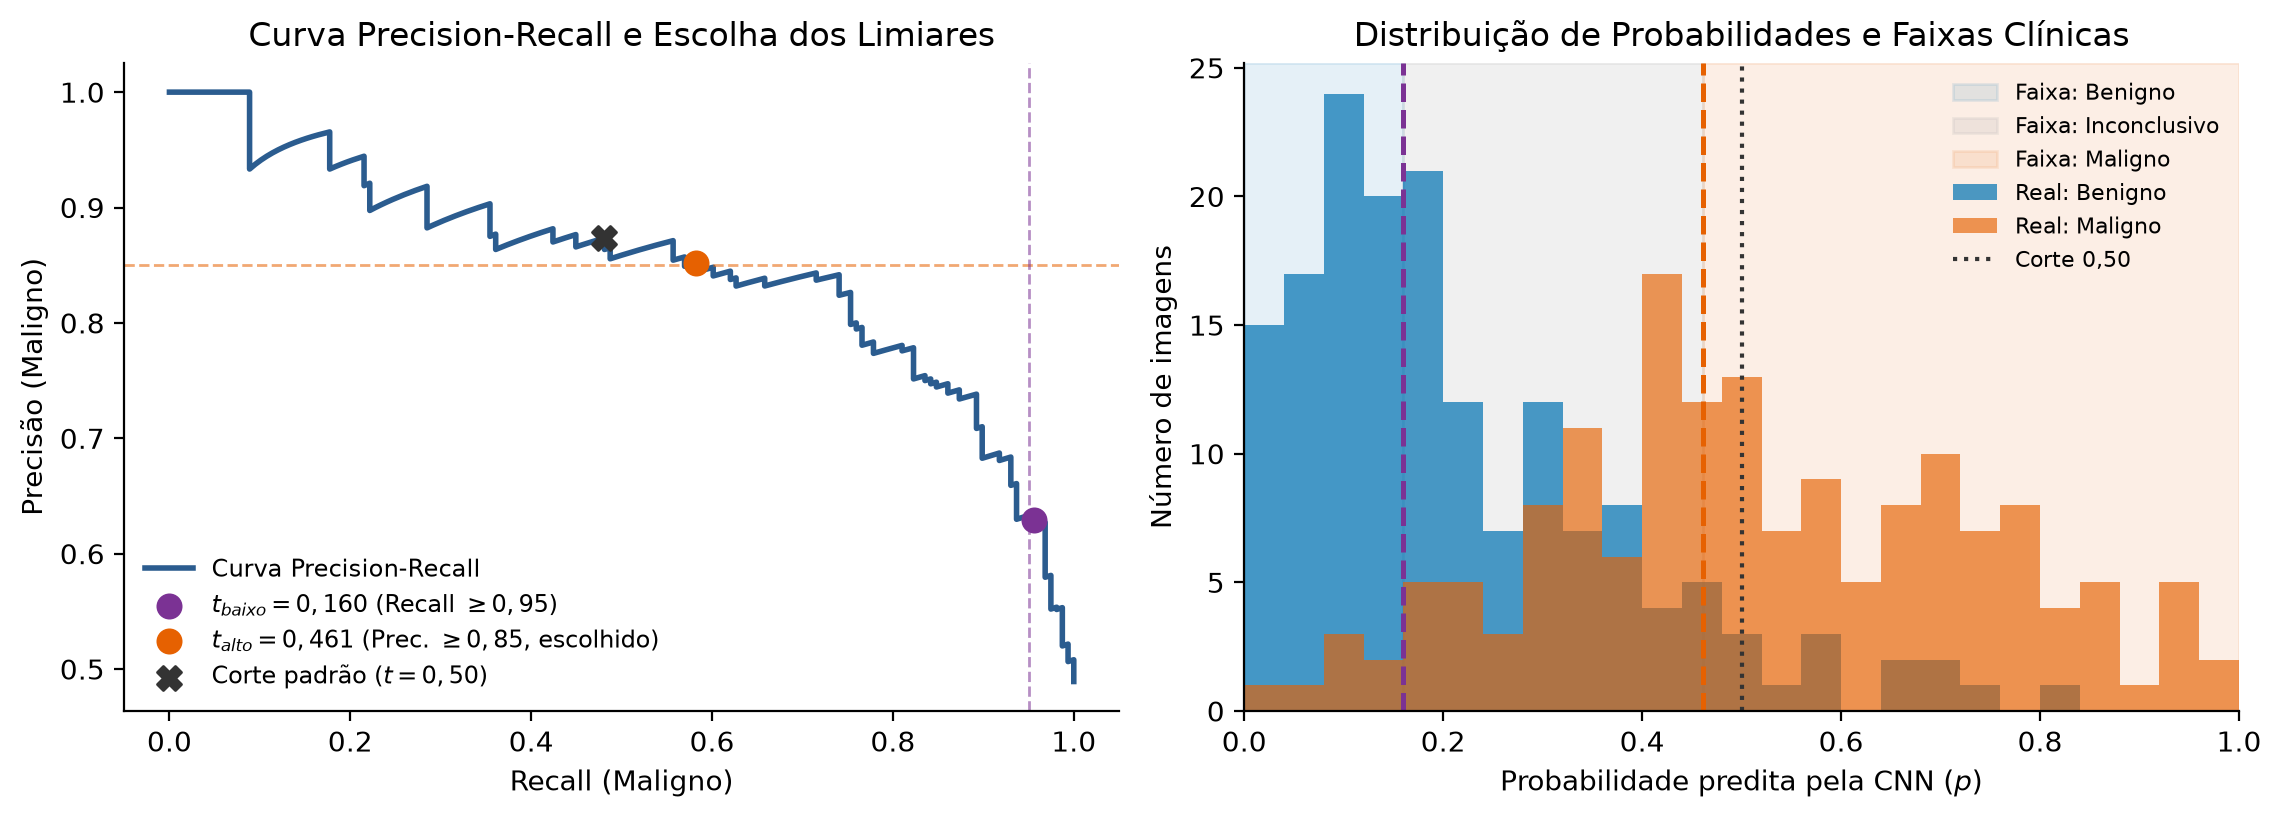 Curva Precision-Recall e Escolha dos Limiares
Precisão (Maligno)
1.0
0.9
0.8
0.7
0.6
0.5
Curva Precision-Recall
t_baixo = 0,160 (Recall ≥ 0,95)
t_alto = 0,461 (Prec. ≥ 0,85, escolhido)
Corte padrão (t = 0,50)
0.0 0.2 0.4 0.6 0.8 1.0
Recall (Maligno)
Distribuição de Probabilidades e Faixas Clínicas
Número de imagens
25
20
15
10
5
0
Faixa: Benigno
Faixa: Inconclusivo
Faixa: Maligno
Real: Benigno
Real: Maligno
Corte 0,50
0.0 0.2 0.4 0.6 0.8 1.0
Probabilidade predita pela CNN (p)